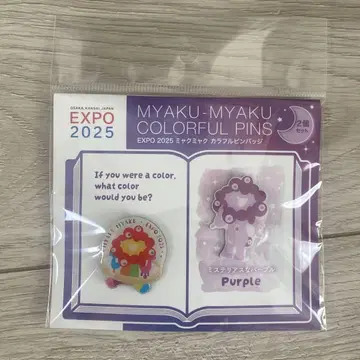 OSAKA, KANSAI, JAPAN
EXPO
2025
MYAKU-MYAKU
COLORFUL PINS
EXPO 2025 ミャクミャク カラフルピンバッジ
2個
セット
If you were a color,
what color
would you be?
ミステリアスなパープル
Purple